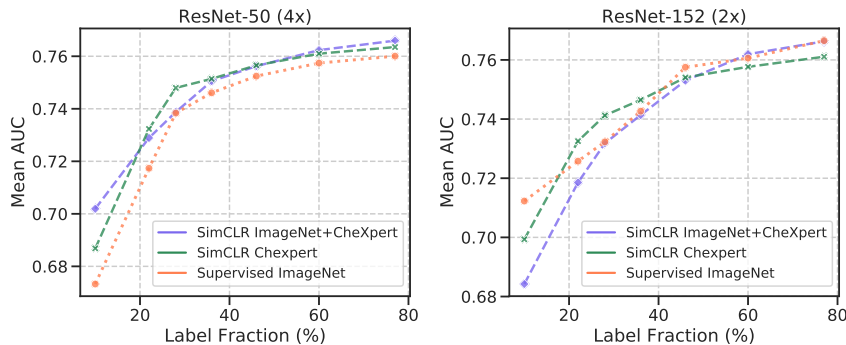 ResNet-50 (4x)
0.76
0.74
0.72
0.70
0.68
Mean AUC
SimCLR ImageNet+CheXpert
SimCLR Chexpert
Supervised ImageNet
20
40
60
80
Label Fraction (%)
ResNet-152 (2x)
0.76
0.74
0.72
0.70
0.68
Mean AUC
SimCLR ImageNet+CheXpert
SimCLR Chexpert
Supervised ImageNet
20
40
60
80
Label Fraction (%)